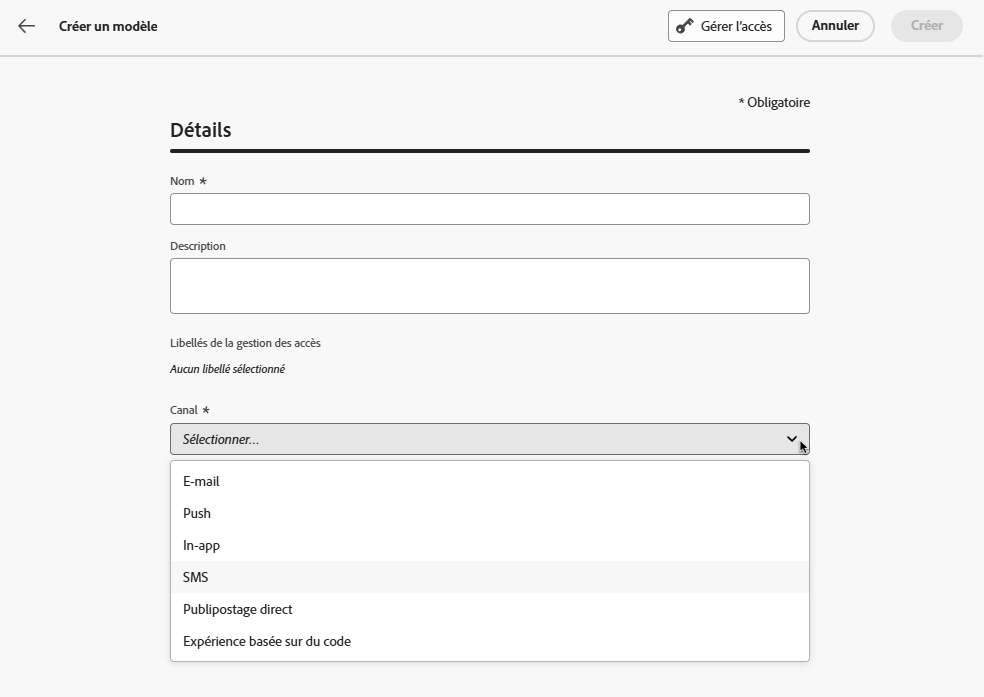 Créer un modèle
Gérer l'accès
Annuler
Créer
* Obligatoire
Détails
Nom *
Description
Libellés de la gestion des accès
Aucun libellé sélectionné
Canal *
Sélectionner...
E-mail
Push
In-app
SMS
Publipostage direct
Expérience basée sur du code